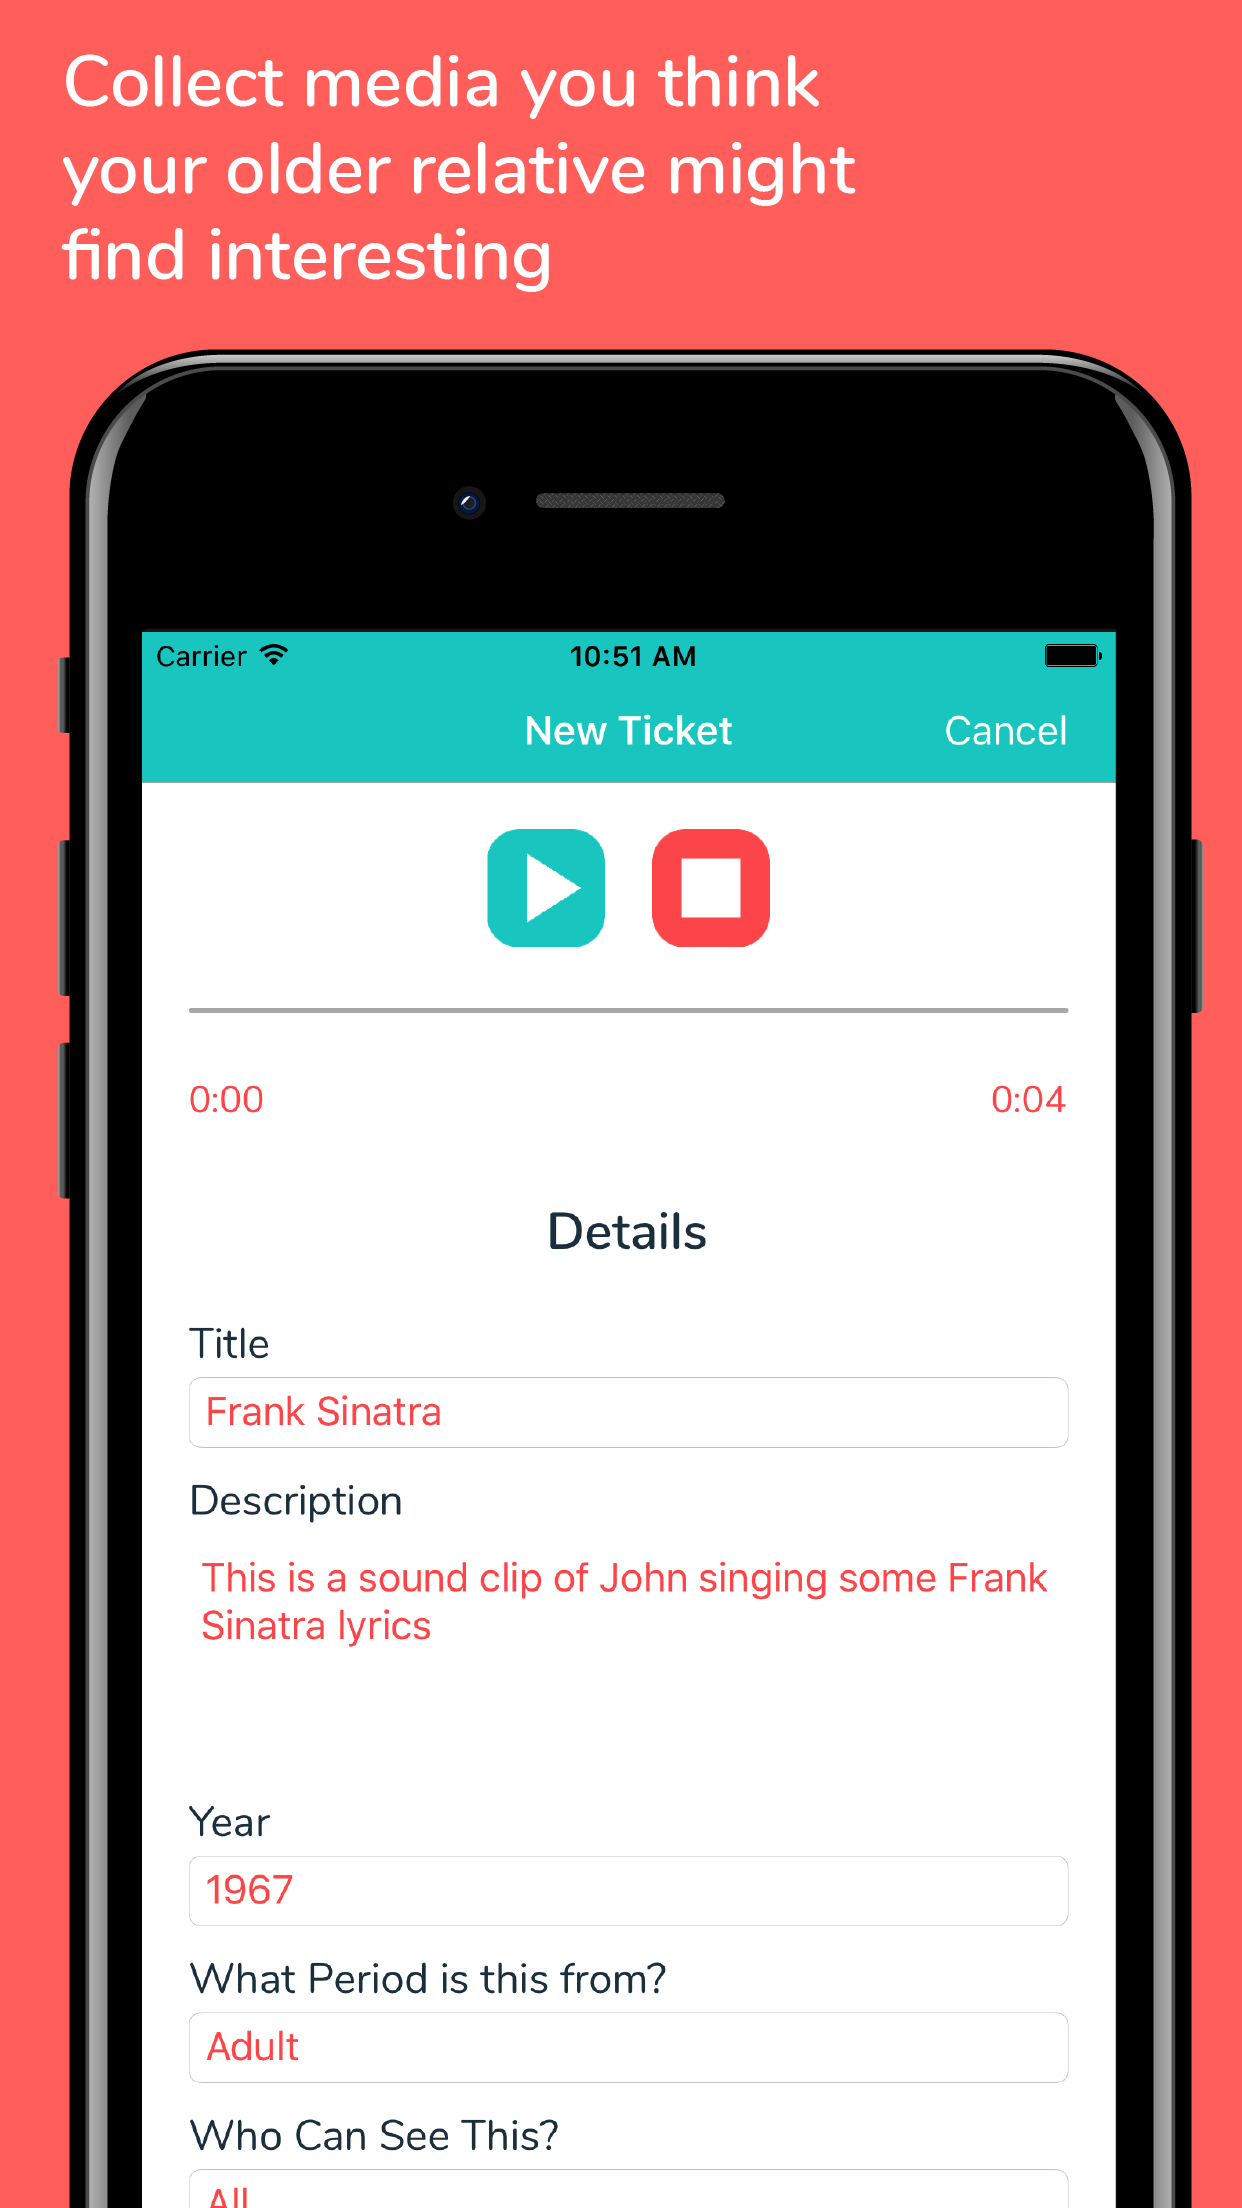 Collect media you think
your older relative might
find interesting
Carrier 10:51 AM
New Ticket Cancel
0:00 0:04
Details
Title
Frank Sinatra
Description
This is a sound clip of John singing some Frank
Sinatra lyrics
Year
1967
What Period is this from?
Adult
Who Can See This?
All